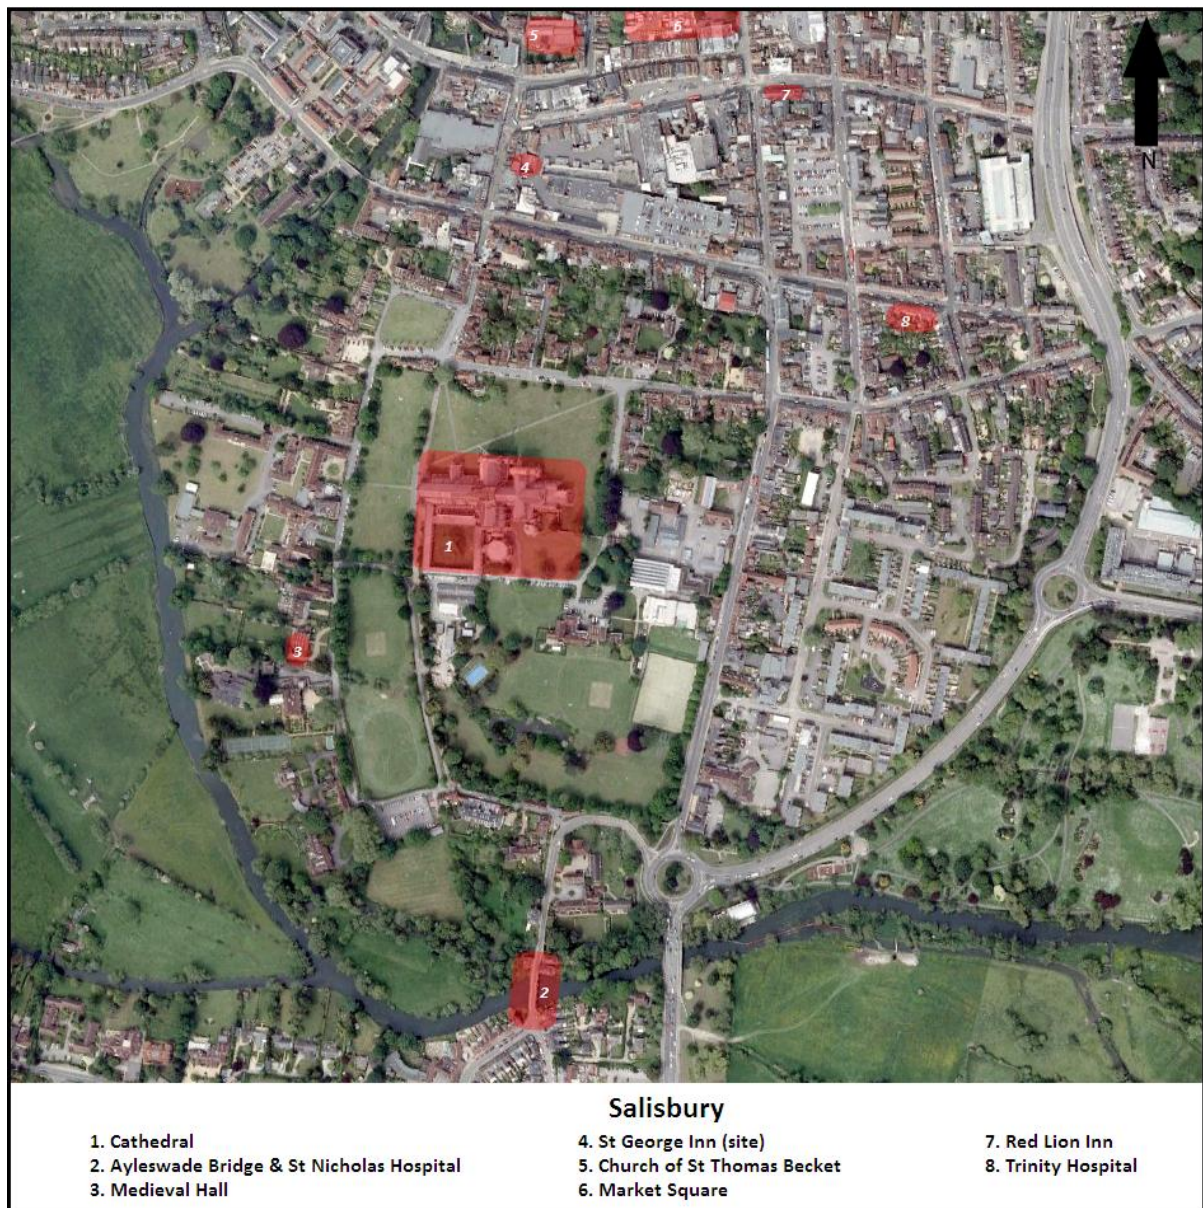 5
6
7
4
N
8
1
3
2
Salisbury
1. Cathedral
2. Ayleswade Bridge & St Nicholas Hospital
3. Medieval Hall
4. St George Inn (site)
5. Church of St Thomas Becket
6. Market Square
7. Red Lion Inn
8. Trinity Hospital